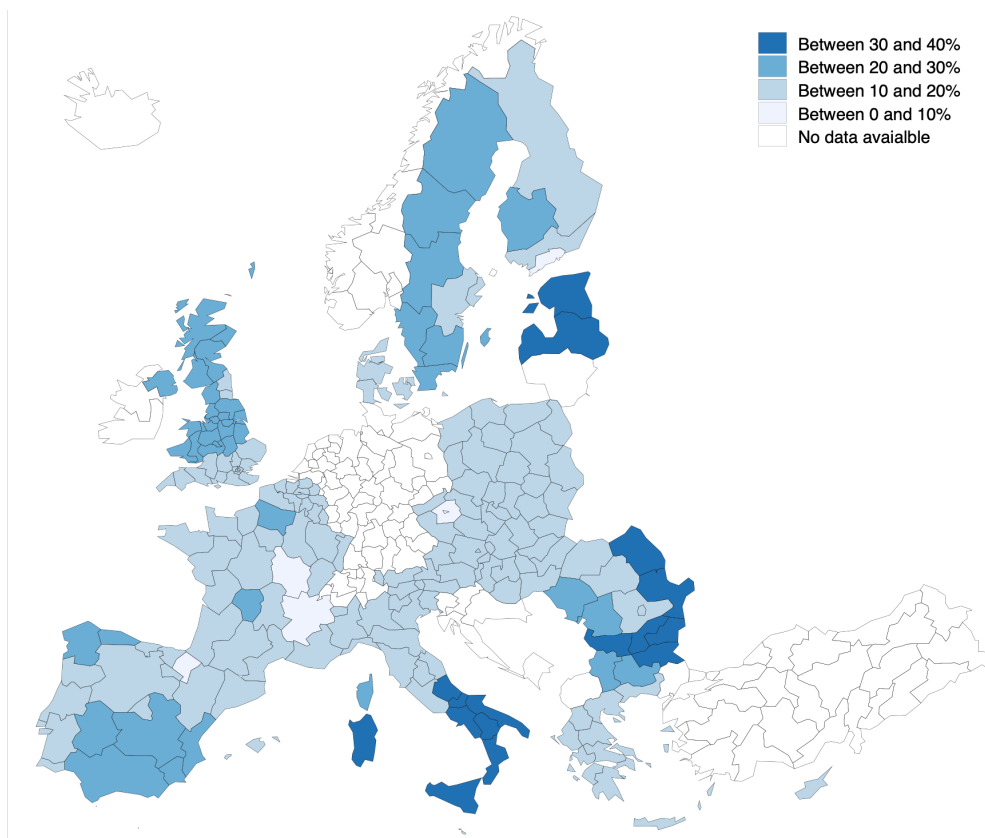 Between 30 and 40%
Between 20 and 30%
Between 10 and 20%
Between 0 and 10%
No data avaialble